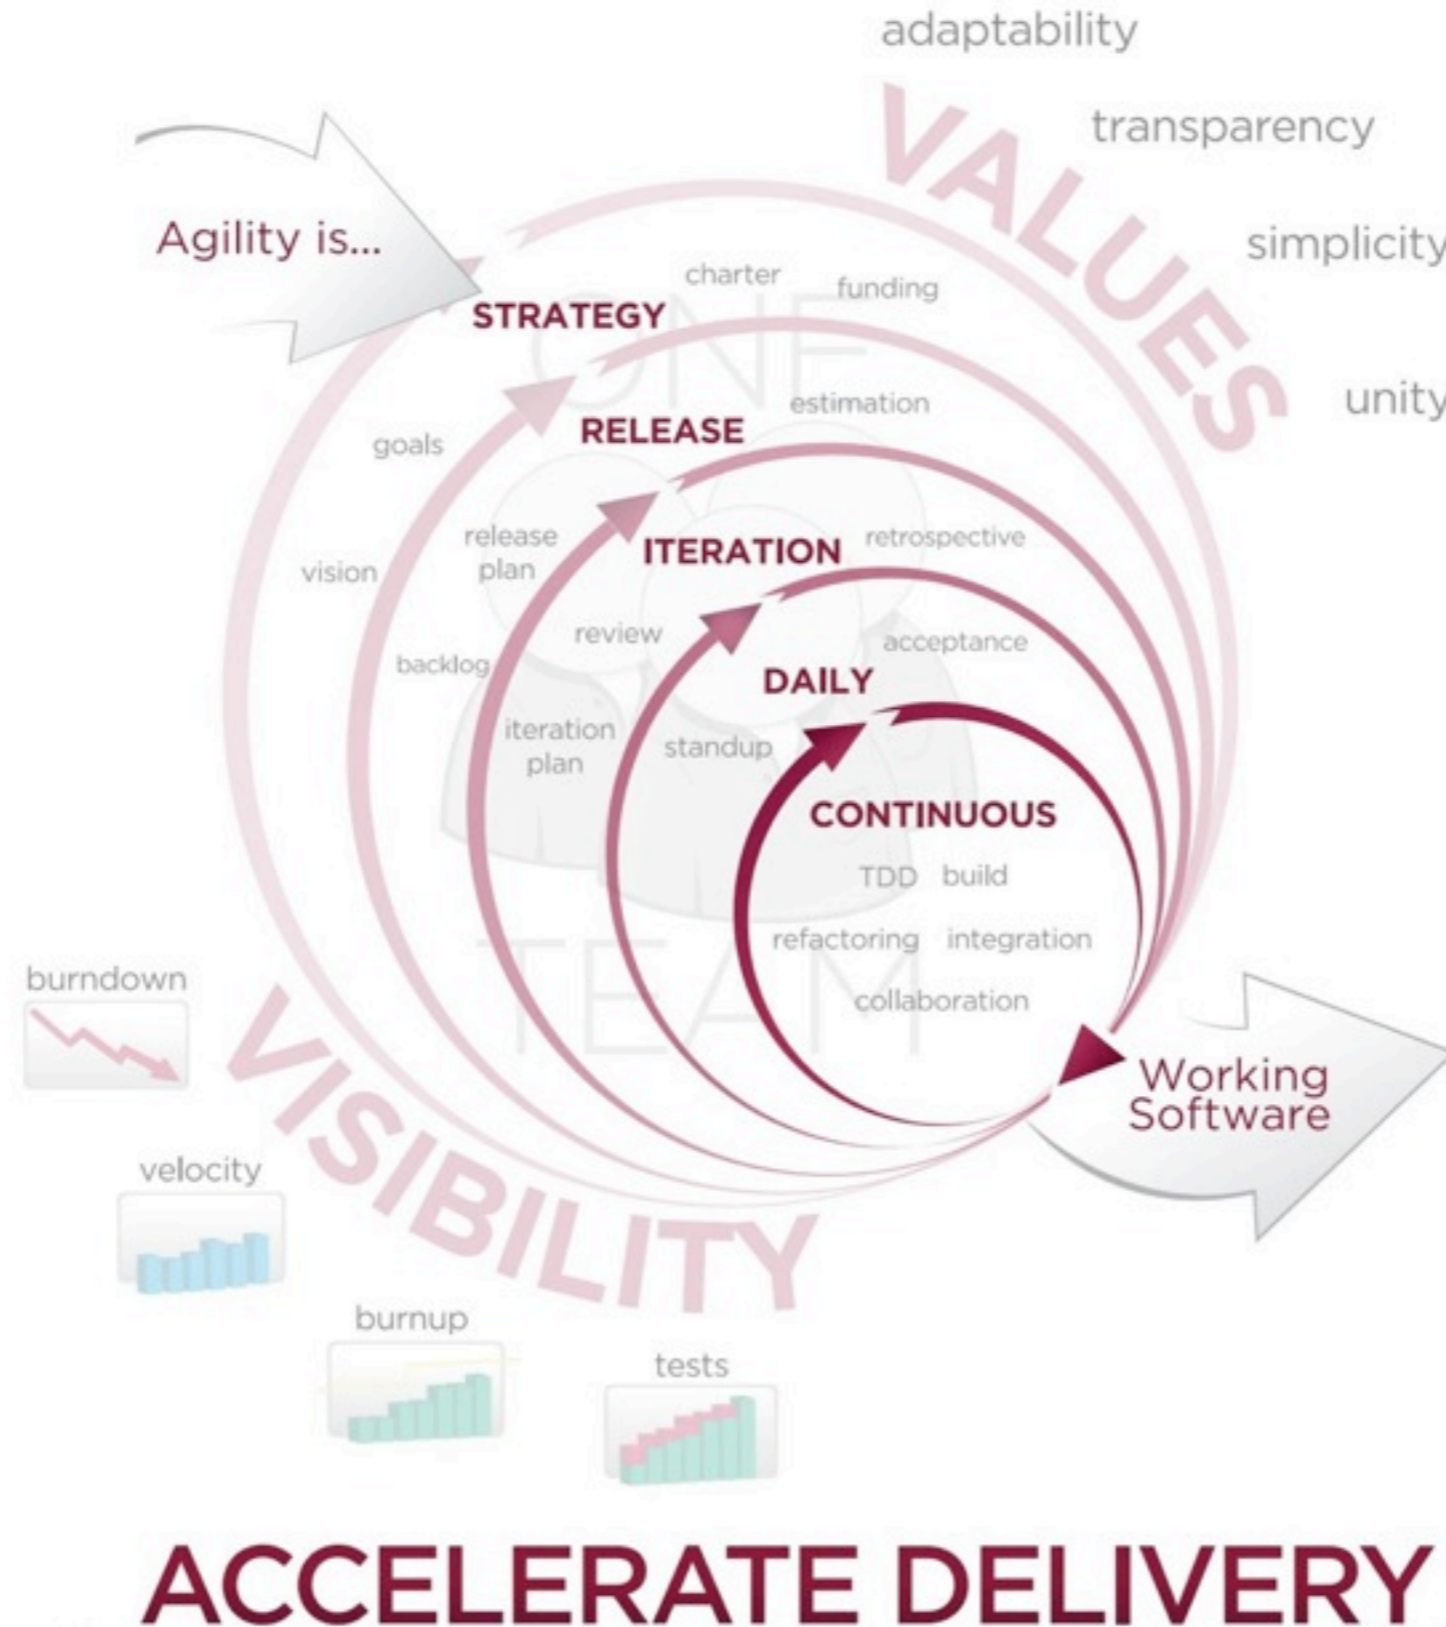 adaptability
transparency
VALUES
simplicity
unity
Agility is...
STRATEGY
charter
funding
goals
vision
ONE
RELEASE
estimation
release
plan
backlog
ITERATION
retrospective
review
iteration
plan
DAILY
acceptance
standup
CONTINUOUS
TDD build
refactoring integration
collaboration
TEAM
Working
Software
VISIBILITY
burndown
velocity
burnup
tests
ACCELERATE DELIVERY